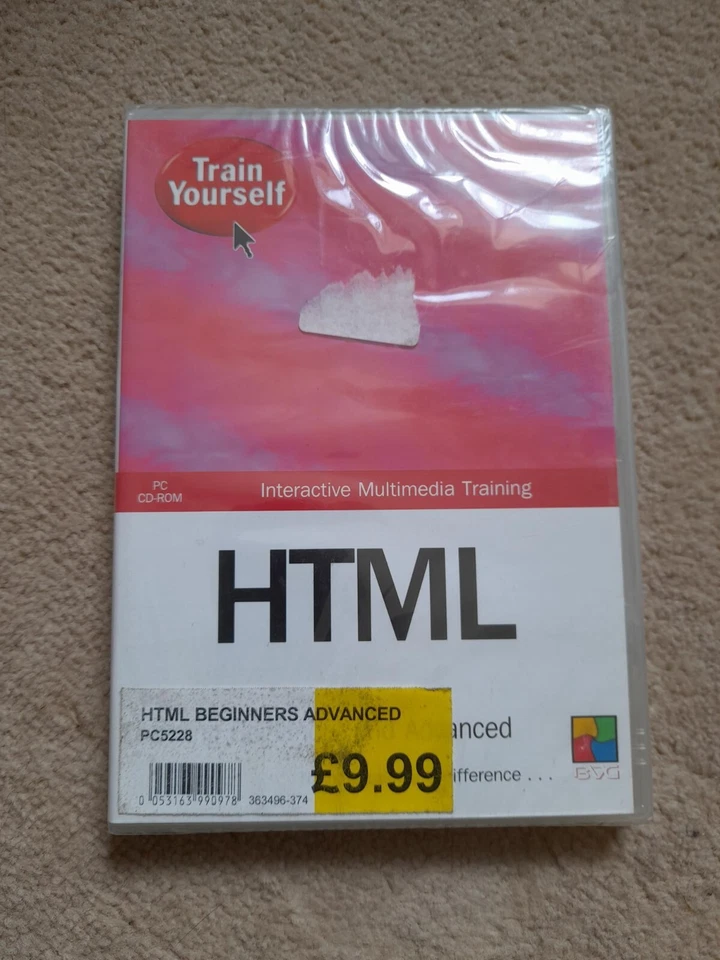 Train
Yourself
PC
CD-ROM
Interactive Multimedia Training
HTML
HTML BEGINNERS ADVANCED
PC5228
£9.99
0 053163 990978
363496-374
anced
ifference . . .
BVG